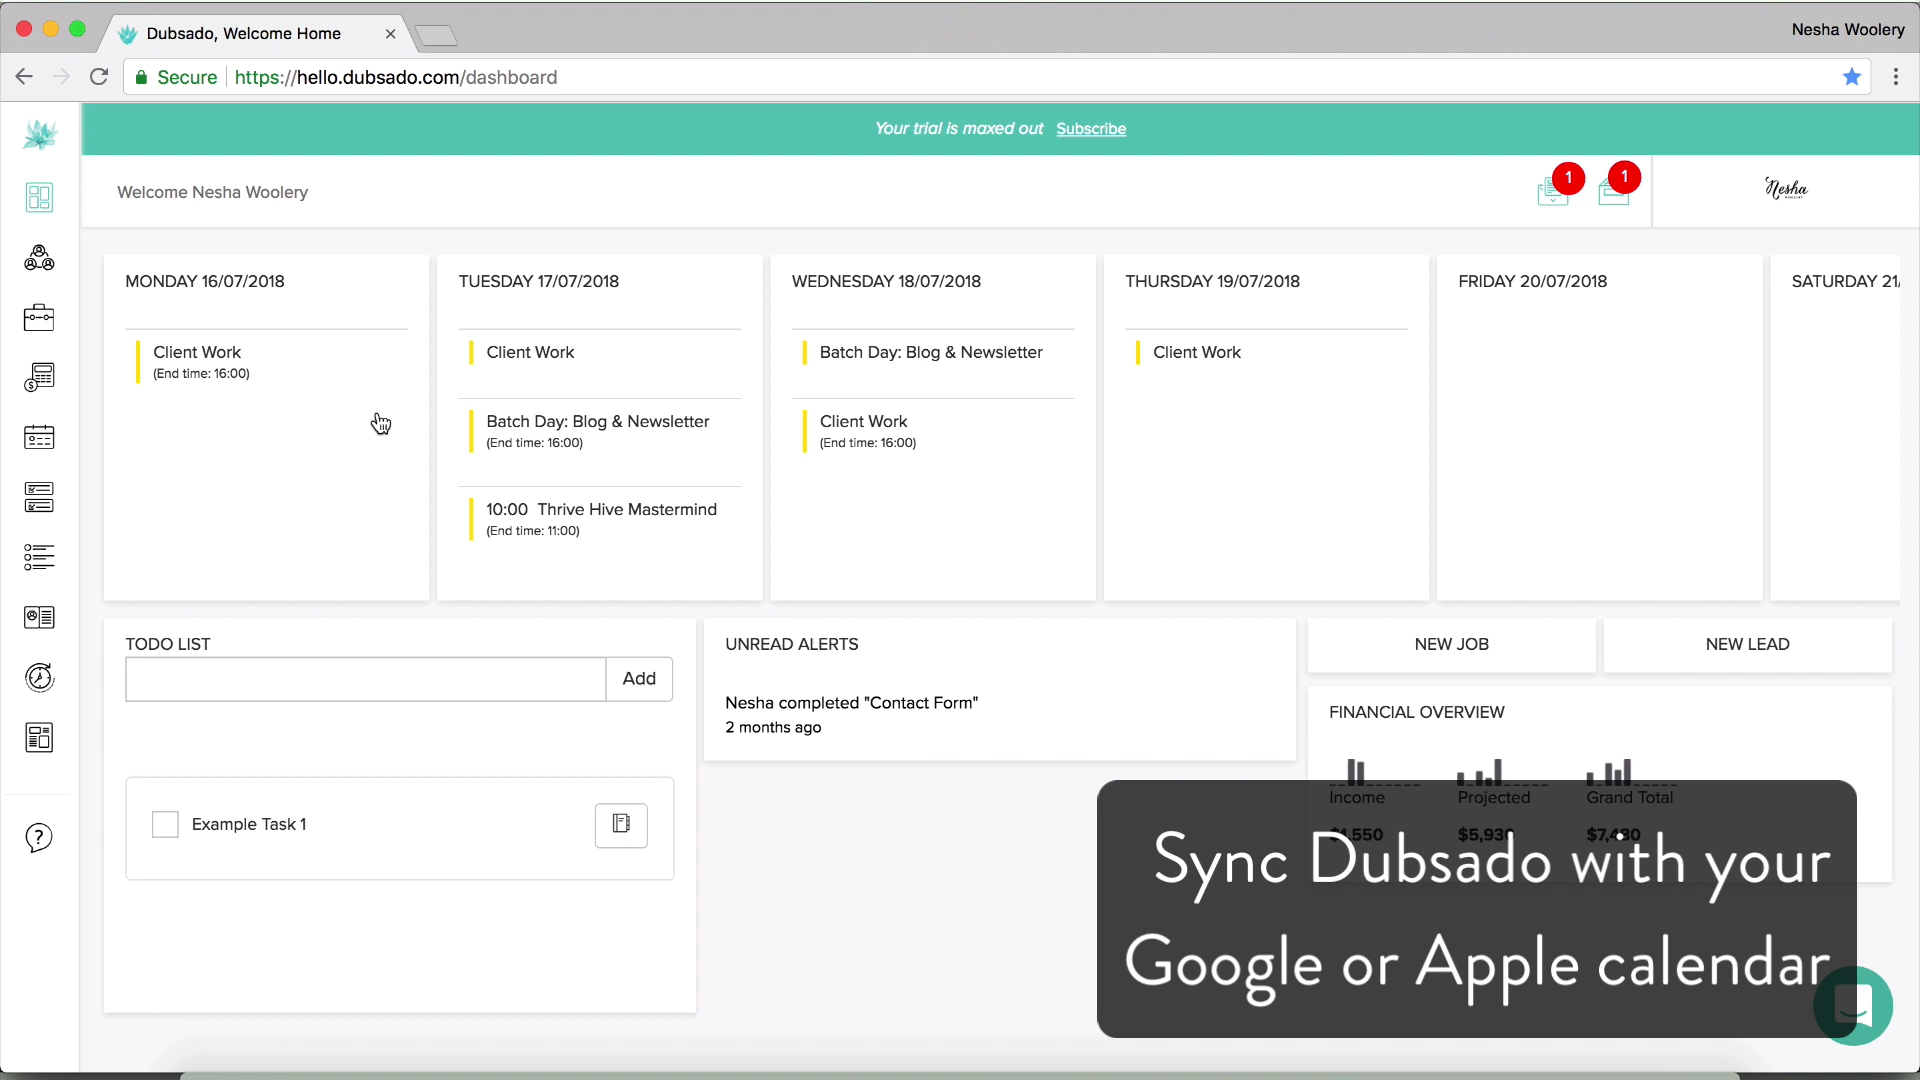 Dubsado, Welcome Home
Nesha Woolery
Secure
https://hello.dubsado.com/dashboard
Your trial is maxed out Subscribe
Welcome Nesha Woolery
1
1
Nesha
WOOLERY
MONDAY 16/07/2018
Client Work
(End time: 16:00)
TUESDAY 17/07/2018
Client Work
Batch Day: Blog & Newsletter
(End time: 16:00)
10:00 Thrive Hive Mastermind
(End time: 11:00)
WEDNESDAY 18/07/2018
Batch Day: Blog & Newsletter
Client Work
(End time: 16:00)
THURSDAY 19/07/2018
Client Work
FRIDAY 20/07/2018
SATURDAY 21/
TODO LIST
Add
Example Task 1
UNREAD ALERTS
Nesha completed "Contact Form"
2 months ago
NEW JOB
NEW LEAD
FINANCIAL OVERVIEW
Income Projected Grand Total
Sync Dubsado with your
Google or Apple calendar